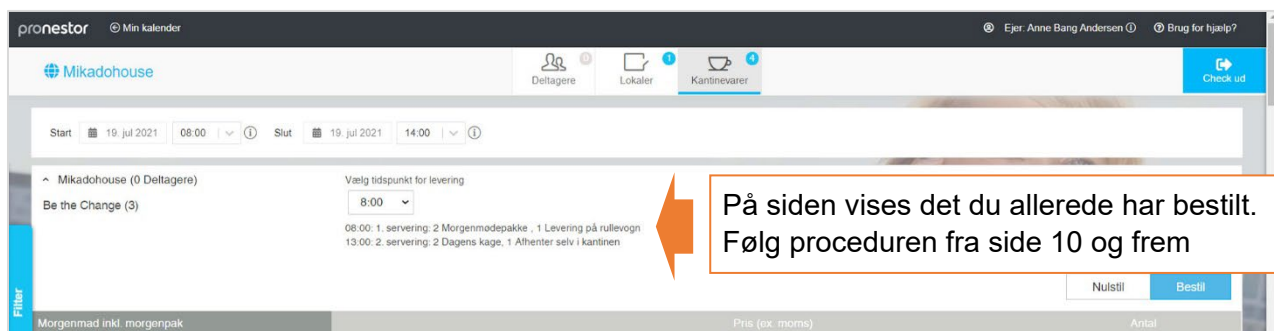 pronestor Min kalender Ejer: Anne Bang Andersen Brug for hjælp?
Mikadohouse
0 1 4
Deltagere Lokaler Kantinevarer Check ud
Start 19. jul 2021 08:00 Slut 19. jul 2021 14:00
Mikadohouse (0 Deltagere) Vælg tidspunkt for levering
Be the Change (3) 8:00
08:00: 1. servering: 2 Morgenmødepakke , 1 Levering på rullevogn
13:00: 2. servering: 2 Dagens kage, 1 Afhenter selv i kantinen
På siden vises det du allerede har bestilt.
Følg proceduren fra side 10 og frem
Nulstil Bestil
Filter
Morgenmad inkl. morgenpak Pris (ex. moms) Antal